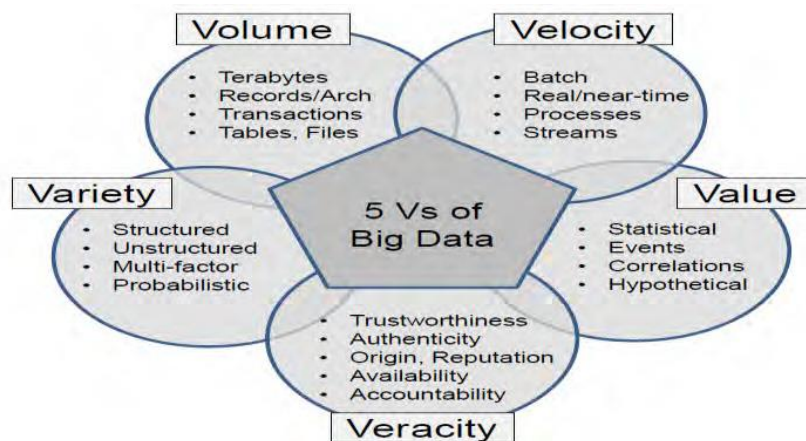 Volume
• Terabytes
• Records/Arch
• Transactions
• Tables, Files
Velocity
• Batch
• Real/near-time
• Processes
• Streams
Variety
• Structured
• Unstructured
• Multi-factor
• Probabilistic
5 Vs of
Big Data
Value
• Statistical
• Events
• Correlations
• Hypothetical
• Trustworthiness
• Authenticity
• Origin, Reputation
• Availability
• Accountability
Veracity